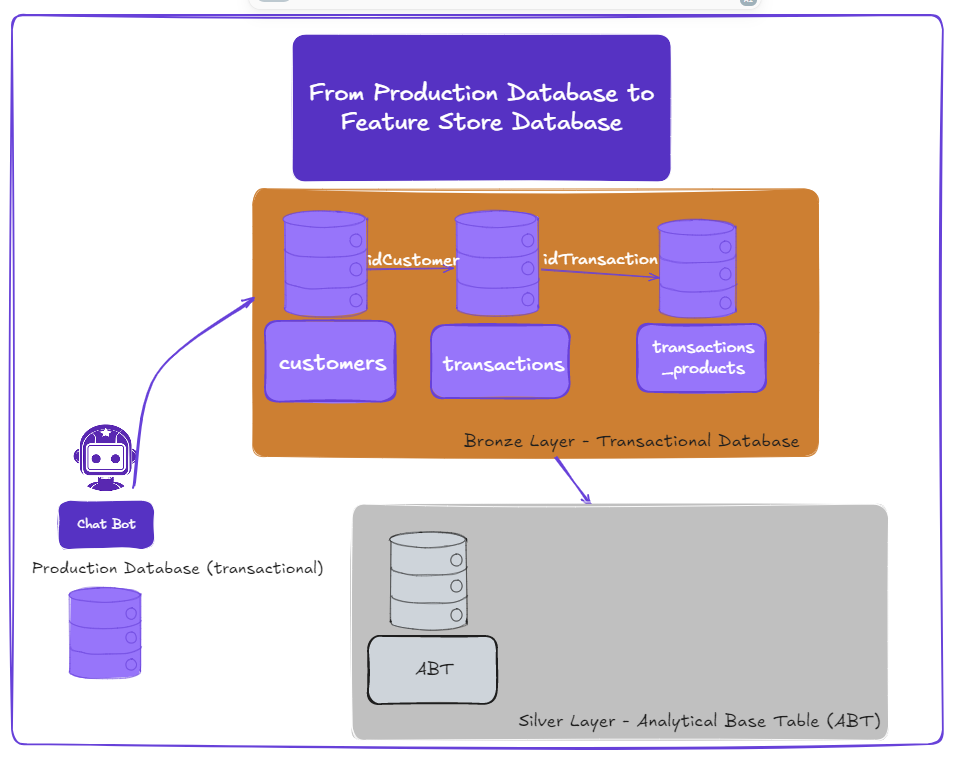 From Production Database to
Feature Store Database
idCustomer
idTransaction
customers
transactions
transactions
_products
Bronze Layer - Transactional Database
Chat Bot
Production Database (transactional)
ABT
Silver Layer - Analytical Base Table (ABT)